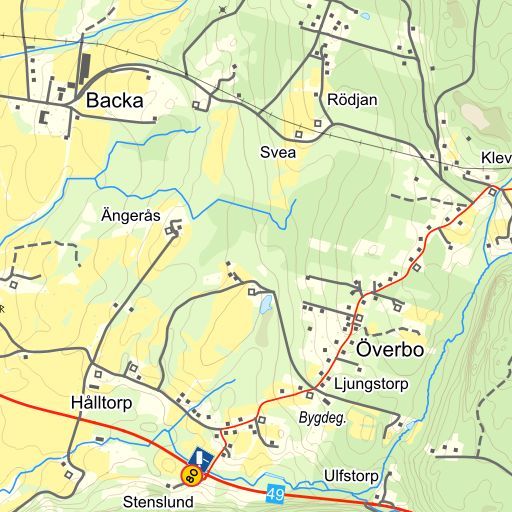 Backa
Rödjan
Svea
Klev
Ängerås
Överbo
Ljungstorp
Hålltorp
Bygdeg.
Ulfstorp
80
49
Stenslund